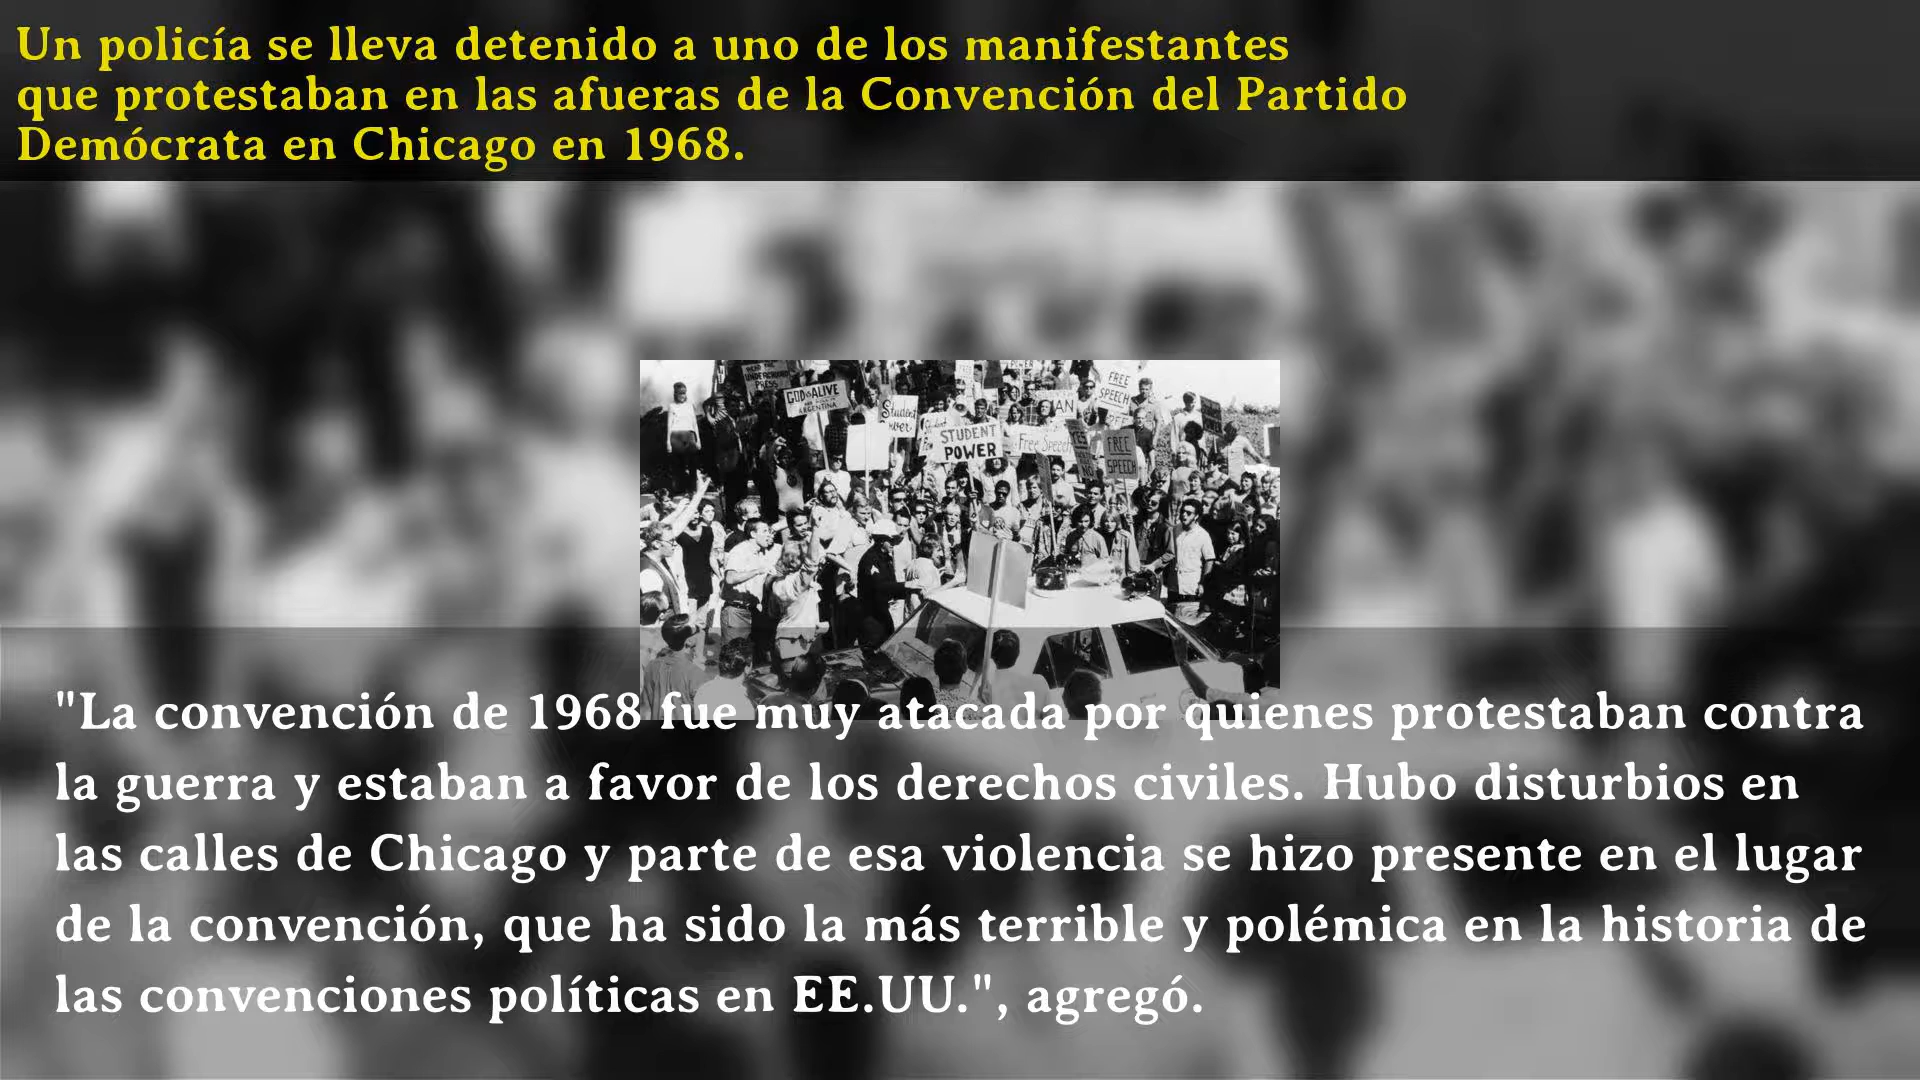 Un policía se lleva detenido a uno de los manifestantes
que protestaban en las afueras de la Convención del Partido
Demócrata en Chicago en 1968.
UNDERGROUND
PRESS
GOD IS ALIVE
ARGENTINA
Student
STUDENT
POWER
Free Speech
FREE
SPEECH
FREE
SPEECH
"La convención de 1968 fue muy atacada por quienes protestaban contra
la guerra y estaban a favor de los derechos civiles. Hubo disturbios en
las calles de Chicago y parte de esa violencia se hizo presente en el lugar
de la convención, que ha sido la más terrible y polémica en la historia de
las convenciones políticas en EE.UU.", agregó.